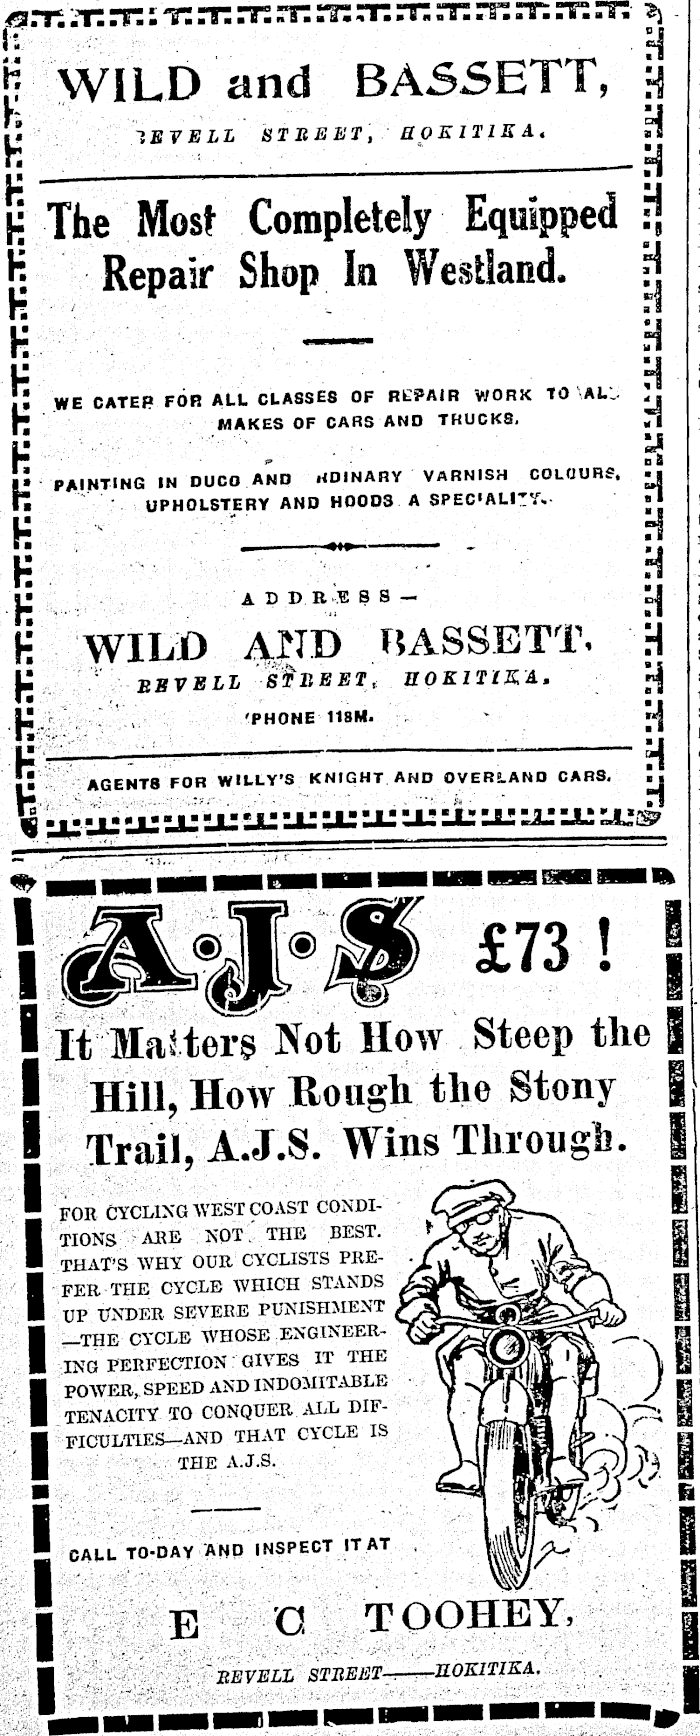 WILD and BASSETT,
REVELL STREET, HOKITIKA.
The Most Completely Equipped
Repair Shop In Westland.
WE CATER FOR ALL CLASSES OF REPAIR WORK TO ALL
MAKES OF CARS AND TRUCKS.
PAINTING IN DUCO AND RDINARY VARNISH COLOURS,
UPHOLSTERY AND HOODS A SPECIALITY.
ADDRESS—
WILD AND BASSETT,
REVELL STREET, HOKITIKA.
'PHONE 118M.
AGENTS FOR WILLY'S KNIGHT AND OVERLAND CARS.
A.J.S £73 !
It Matters Not How Steep the
Hill, How Rough the Stony
Trail, A.J.S. Wins Through.
FOR CYCLING WEST COAST CONDI-
TIONS ARE NOT THE BEST.
THAT'S WHY OUR CYCLISTS PRE-
FER THE CYCLE WHICH STANDS
UP UNDER SEVERE PUNISHMENT
—THE CYCLE WHOSE ENGINEER-
ING PERFECTION GIVES IT THE
POWER, SPEED AND INDOMITABLE
TENACITY TO CONQUER ALL DIF-
FICULTIES—AND THAT CYCLE IS
THE A.J.S.
CALL TO-DAY AND INSPECT IT AT
E C TOOHEY,
REVELL STREET——HOKITIKA.